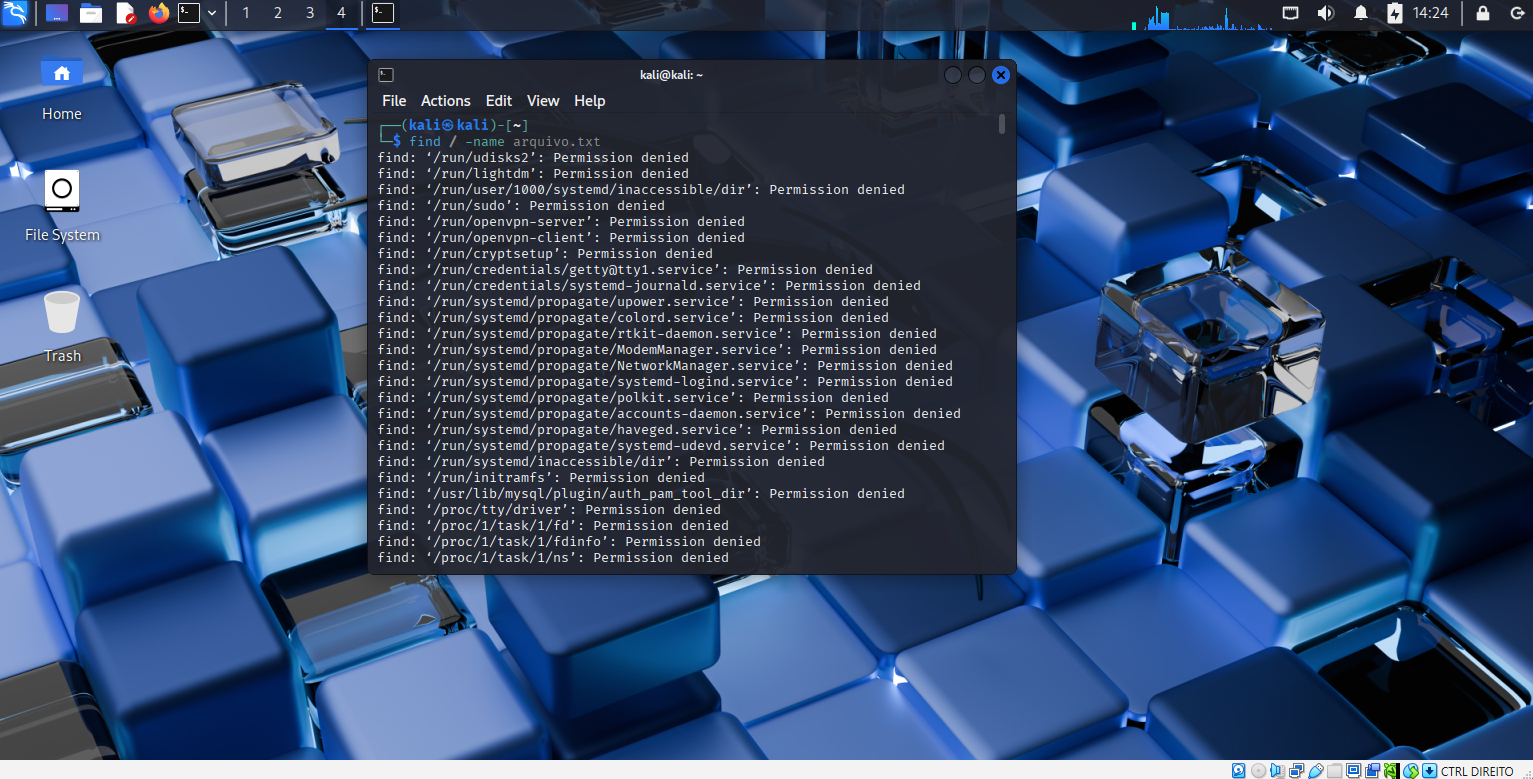 1 2 3 4
14:24
Home
File System
Trash
kali@kali: ~
File Actions Edit View Help
┌──(kali㉿kali)-[~]
└─$ find / -name arquivo.txt
find: ‘/run/udisks2’: Permission denied
find: ‘/run/lightdm’: Permission denied
find: ‘/run/user/1000/systemd/inaccessible/dir’: Permission denied
find: ‘/run/sudo’: Permission denied
find: ‘/run/openvpn-server’: Permission denied
find: ‘/run/openvpn-client’: Permission denied
find: ‘/run/cryptsetup’: Permission denied
find: ‘/run/credentials/getty@tty1.service’: Permission denied
find: ‘/run/credentials/systemd-journald.service’: Permission denied
find: ‘/run/systemd/propagate/upower.service’: Permission denied
find: ‘/run/systemd/propagate/colord.service’: Permission denied
find: ‘/run/systemd/propagate/rtkit-daemon.service’: Permission denied
find: ‘/run/systemd/propagate/ModemManager.service’: Permission denied
find: ‘/run/systemd/propagate/NetworkManager.service’: Permission denied
find: ‘/run/systemd/propagate/systemd-logind.service’: Permission denied
find: ‘/run/systemd/propagate/polkit.service’: Permission denied
find: ‘/run/systemd/propagate/accounts-daemon.service’: Permission denied
find: ‘/run/systemd/propagate/haveged.service’: Permission denied
find: ‘/run/systemd/propagate/systemd-udevd.service’: Permission denied
find: ‘/run/systemd/inaccessible/dir’: Permission denied
find: ‘/run/initramfs’: Permission denied
find: ‘/usr/lib/mysql/plugin/auth_pam_tool_dir’: Permission denied
find: ‘/proc/tty/driver’: Permission denied
find: ‘/proc/1/task/1/fd’: Permission denied
find: ‘/proc/1/task/1/fdinfo’: Permission denied
find: ‘/proc/1/task/1/ns’: Permission denied
CTRL DIREITO